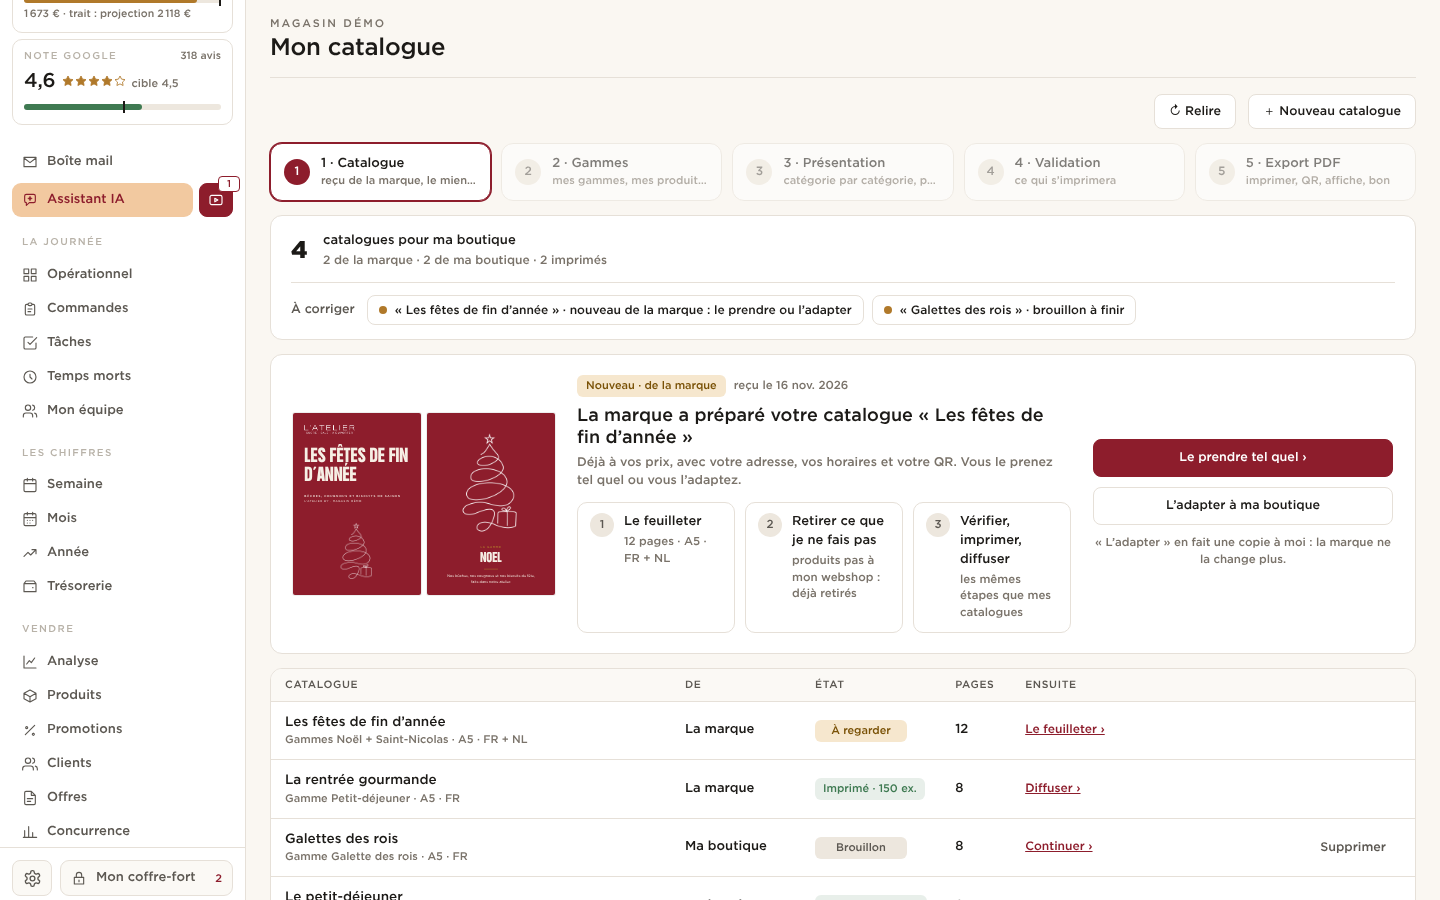 1 673 € · trait : projection 2 118 €
NOTE GOOGLE
318 avis
4,6
cible 4,5
Boîte mail
Assistant IA
1
LA JOURNÉE
Opérationnel
Commandes
Tâches
Temps morts
Mon équipe
LES CHIFFRES
Semaine
Mois
Année
Trésorerie
VENDRE
Analyse
Produits
Promotions
Clients
Offres
Concurrence
Mon coffre-fort
2
MAGASIN DÉMO
Mon catalogue
↻ Relire
+ Nouveau catalogue
1
1 · Catalogue
reçu de la marque, le mien…
2
2 · Gammes
mes gammes, mes produit…
3
3 · Présentation
catégorie par catégorie, p…
4
4 · Validation
ce qui s’imprimera
5
5 · Export PDF
imprimer, QR, affiche, bon
4
catalogues pour ma boutique
2 de la marque · 2 de ma boutique · 2 imprimés
À corriger
« Les fêtes de fin d’année » · nouveau de la marque : le prendre ou l’adapter
« Galettes des rois » · brouillon à finir
L’ATELIER
LES FÊTES DE FIN
D’ANNÉE
NOEL
Nouveau · de la marque
reçu le 16 nov. 2026
La marque a préparé votre catalogue « Les fêtes de
fin d’année »
Déjà à vos prix, avec votre adresse, vos horaires et votre QR. Vous le prenez
tel quel ou vous l’adaptez.
1
Le feuilleter
12 pages · A5 ·
FR + NL
2
Retirer ce que
je ne fais pas
produits pas à
mon webshop :
déjà retirés
3
Vérifier,
imprimer,
diffuser
les mêmes
étapes que mes
catalogues
Le prendre tel quel ›
L’adapter à ma boutique
« L’adapter » en fait une copie à moi : la marque ne
la change plus.
CATALOGUE
DE
ÉTAT
PAGES
ENSUITE
Les fêtes de fin d’année
Gammes Noël + Saint-Nicolas · A5 · FR + NL
La marque
À regarder
12
Le feuilleter ›
La rentrée gourmande
Gamme Petit-déjeuner · A5 · FR
La marque
Imprimé · 150 ex.
8
Diffuser ›
Galettes des rois
Gamme Galette des rois · A5 · FR
Ma boutique
Brouillon
8
Continuer ›
Supprimer
Le petit-déjeuner